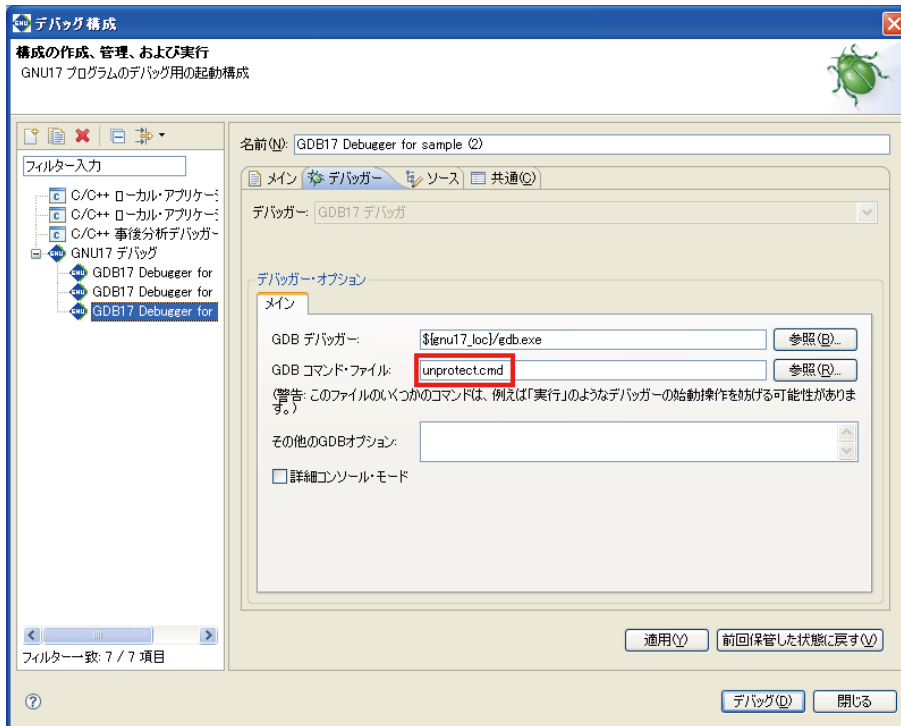 デバッグ構成
構成の作成、管理、および実行
GNU17 プログラムのデバッグ用の起動構成
フィルター入力
C/C++ ローカル・アプリケーシ
C/C++ ローカル・アプリケーシ
C/C++ 事後分析デバッガー
GNU17 デバッグ
GDB17 Debugger for
GDB17 Debugger for
GDB17 Debugger for
フィルター一致: 7 / 7 項目
名前(N): GDB17 Debugger for sample (2)
メイン デバッガー ソース 共通(C)
デバッガー: GDB17 デバッガ
デバッガー・オプション
メイン
GDB デバッガー: ${gnu17_loc}/gdb.exe 参照(B)...
GDB コマンド・ファイル: unprotect.cmd 参照(R)...
(警告: このファイルのいくつかのコマンドは、例えば「実行」のようなデバッガーの始動操作を妨げる可能性がありま
す。)
その他のGDBオプション:
詳細コンソール・モード
適用(Y) 前回保管した状態に戻す(V)
デバッグ(D) 閉じる